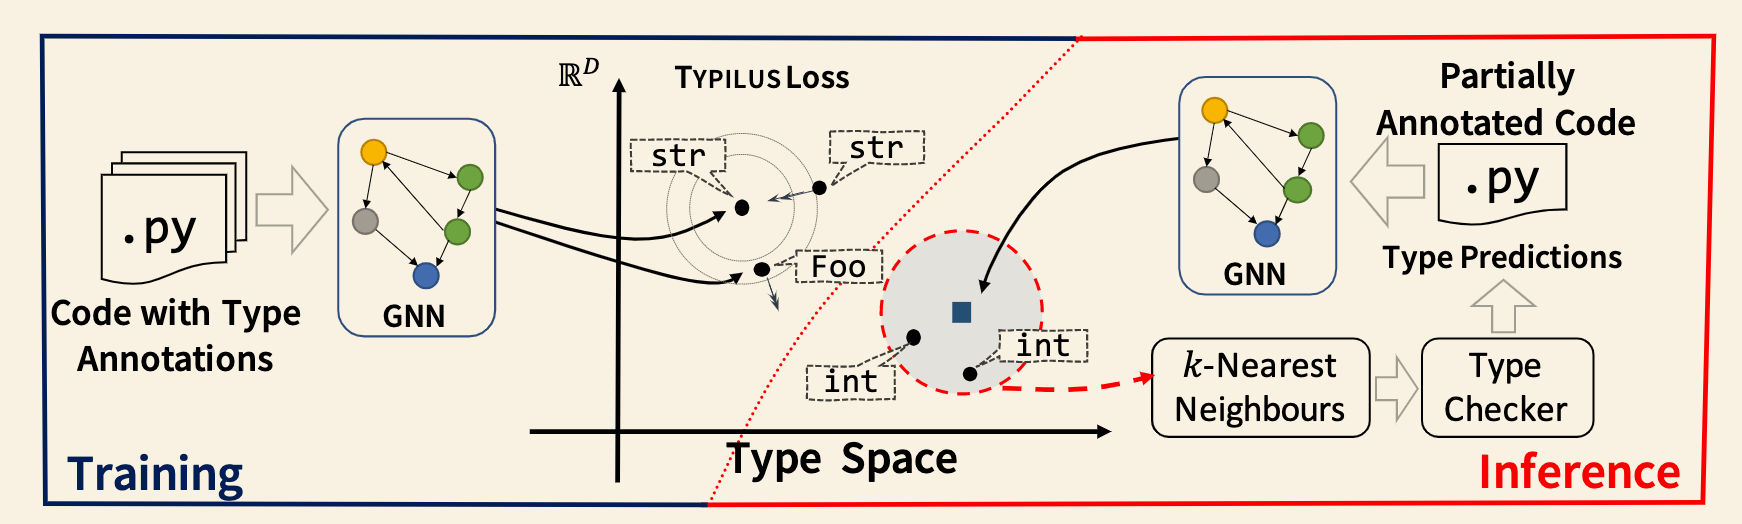 ℝᴰ
TYPILUS Loss
str
str
Foo
.py
Code with Type
Annotations
GNN
Training
int
int
Type Space
GNN
Partially
Annotated Code
.py
Type Predictions
k-Nearest
Neighbours
Type
Checker
Inference